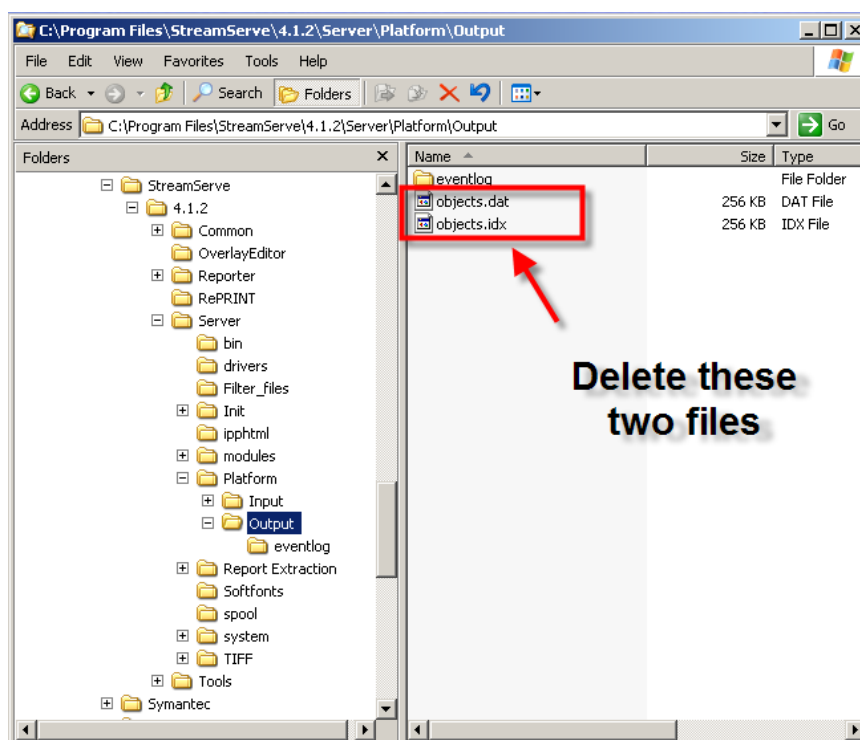 C:\Program Files\StreamServe\4.1.2\Server\Platform\Output
File Edit View Favorites Tools Help
Back Search Folders
Address C:\Program Files\StreamServe\4.1.2\Server\Platform\Output Go
Folders
Name Size Type
StreamServe
4.1.2
Common
OverlayEditor
Reporter
RePRINT
Server
bin
drivers
Filter_files
Init
ipphtml
modules
Platform
Input
Output
eventlog
Report Extraction
Softfonts
spool
system
TIFF
Tools
Symantec
eventlog File Folder
objects.dat 256 KB DAT File
objects.idx 256 KB IDX File
Delete these
two files